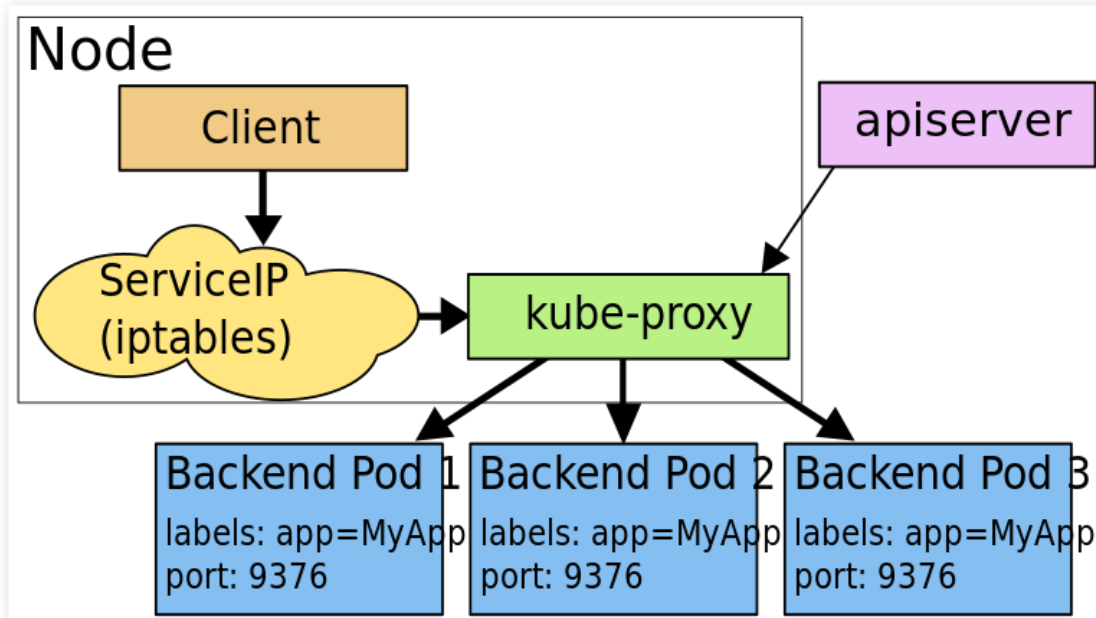 Node
Client
apiserver
ServiceIP
(iptables)
kube-proxy
Backend Pod 1
labels: app=MyApp
port: 9376
Backend Pod 2
labels: app=MyApp
port: 9376
Backend Pod 3
labels: app=MyApp
port: 9376